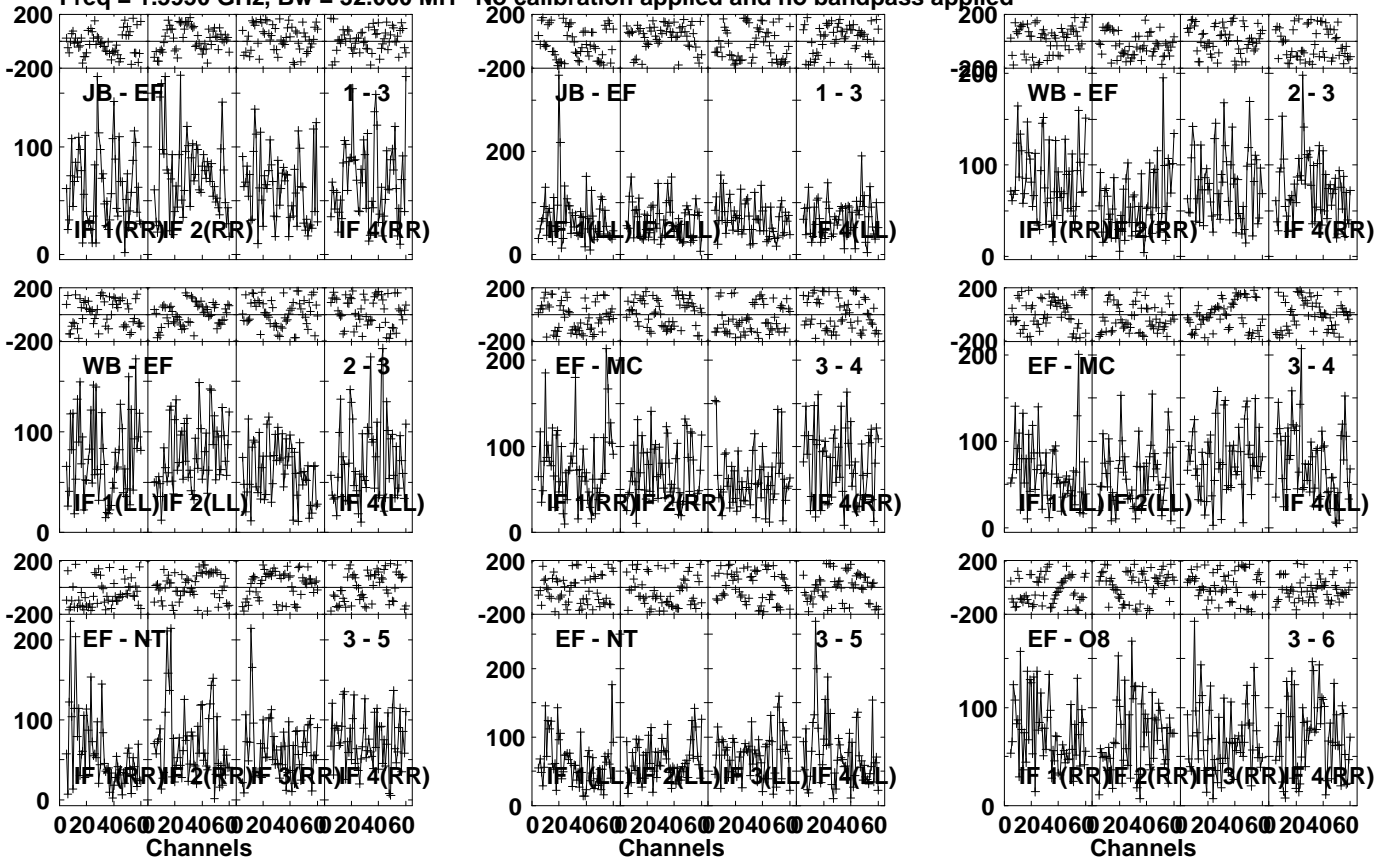 Freq = GHz, Bw = MH No calibration applied and no bandpass applied
200 200 200
-200 -200
JB - EF 1 - 3 JB - EF 1 - 3 200 WB - EF 2 - 3
200
100 100
100
IF 1(RR) IF 2(RR) IF 4(RR) IF 1(LL) IF 2(LL) IF 4(LL) IF 1(RR) IF 2(RR) IF 4(RR)
0 0 0
200 200 200
-200 -200
WB - EF 2 - 3 200 EF - MC 3 - 4 200 EF - MC 3 - 4
100 100 100
IF 1(LL) IF 2(LL) IF 4(LL) IF 1(RR) IF 2(RR) IF 4(RR) IF 1(LL) IF 2(LL) IF 4(LL)
0 0 0
200 200 200
-200 -200
200 EF - NT 3 - 5 200 EF - NT 3 - 5 EF - O8 3 - 6
100 100 100
IF 1(RR) IF 2(RR) IF 3(RR) IF 4(RR) IF 1(LL) IF 2(LL) IF 3(LL) IF 4(LL) IF 1(RR) IF 2(RR) IF 3(RR) IF 4(RR)
0 0 0
0 20 40 60 0 20 40 60 0 20 40 60 0 20 40 60 0 20 40 60 0 20 40 60 0 20 40 60 0 20 40 60 0 20 40 60 0 20 40 60 0 20 40 60 0 20 40 60
Channels Channels Channels